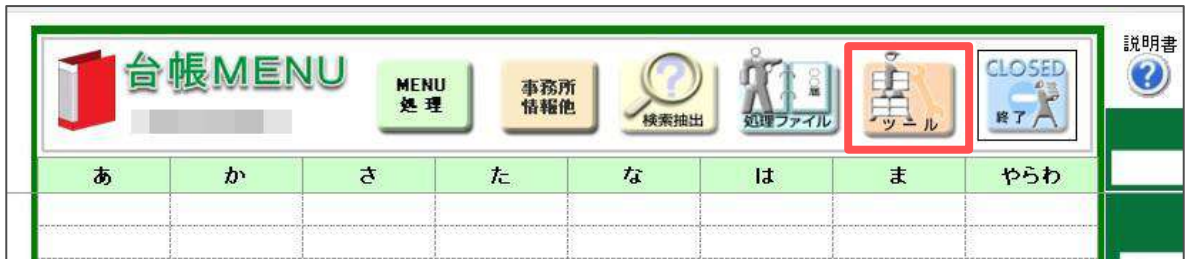 台帳MENU
MENU
処 理
事務所
情報他
検索抽出
〇届
処理ファイル
ツール
CLOSED
終了
説明書
?
あ か さ た な は ま やらわ